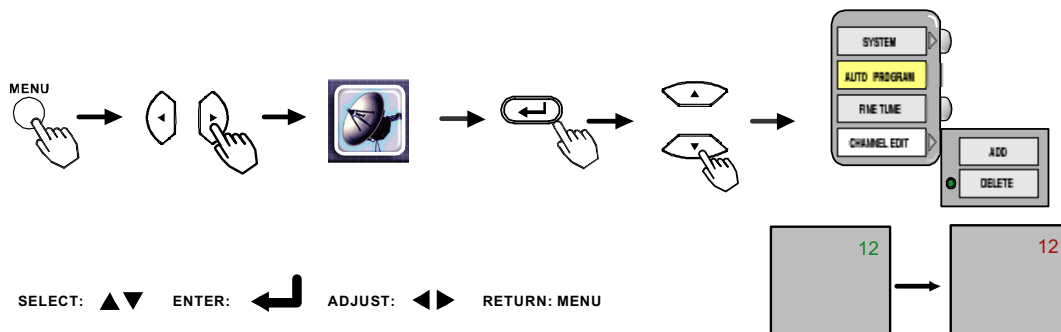 MENU
SYSTEM
AUTO PROGRAM
FINE TUNE
CHANNEL EDIT
ADD
DELETE
12
12
SELECT: ▲▼ ENTER: ADJUST: ◀▶ RETURN: MENU